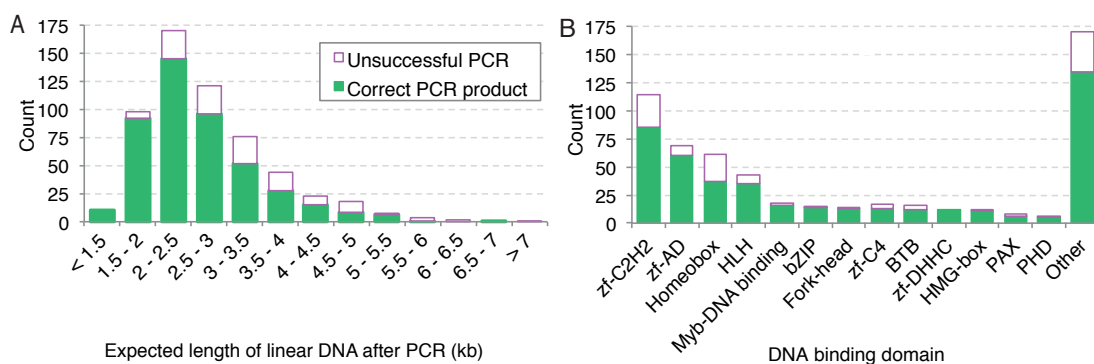 A
175
150
125
100
75
50
25
0
Count
Unsuccessful PCR
Correct PCR product
< 1.5
1.5 - 2
2 - 2.5
2.5 - 3
3 - 3.5
3.5 - 4
4 - 4.5
4.5 - 5
5 - 5.5
5.5 - 6
6 - 6.5
6.5 - 7
> 7
Expected length of linear DNA after PCR (kb)
B
175
150
125
100
75
50
25
0
Count
zf-C2H2
zf-AD
Homeobox
HLH
Myb-DNA binding
bZIP
Fork-head
zf-C4
BTB
zf-DHHC
HMG-box
PAX
PHD
Other
DNA binding domain